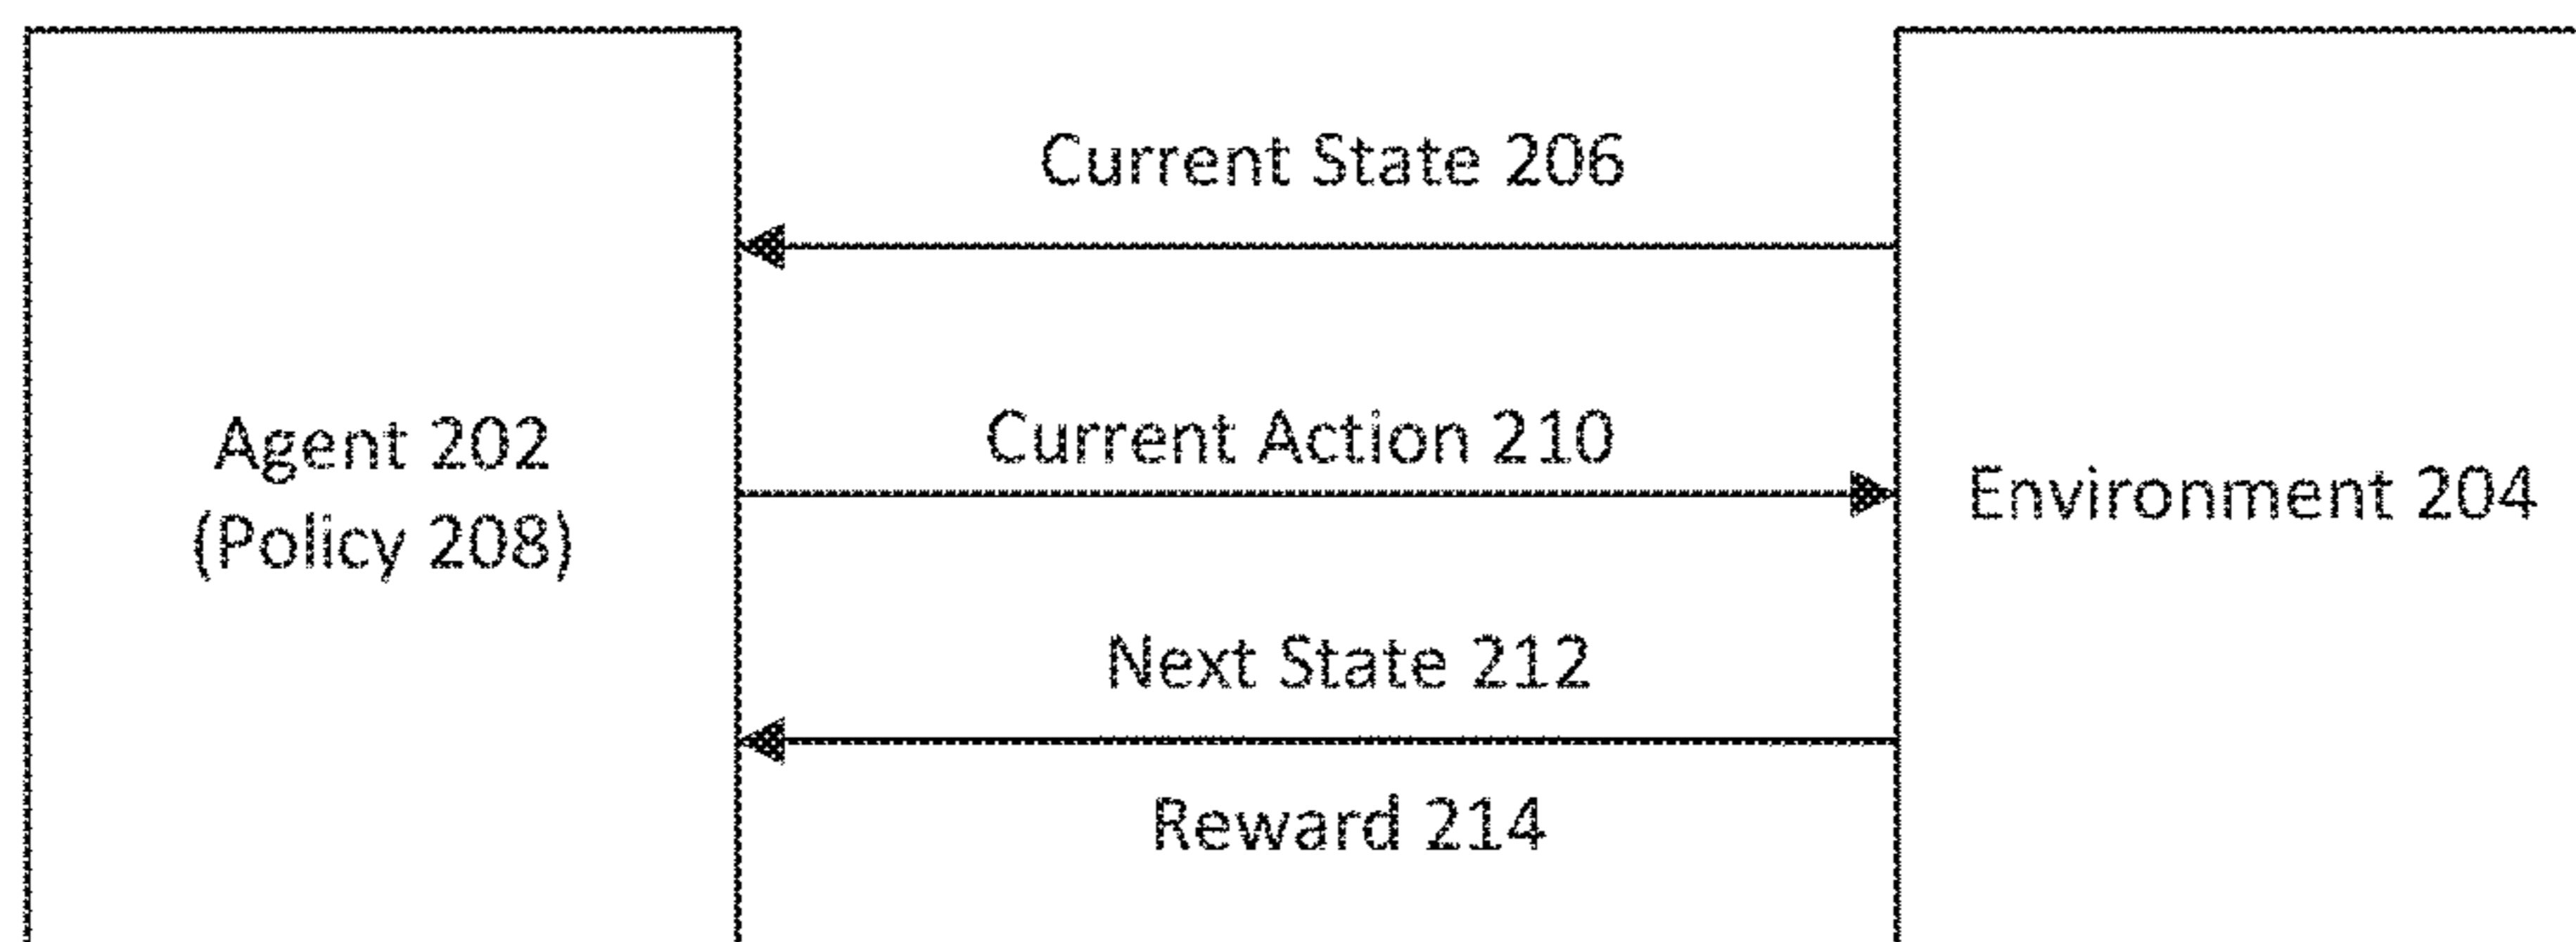 Current State 206
Agent 202
(Policy 208)
Current Action 210
Environment 204
Next State 212
Reward 214